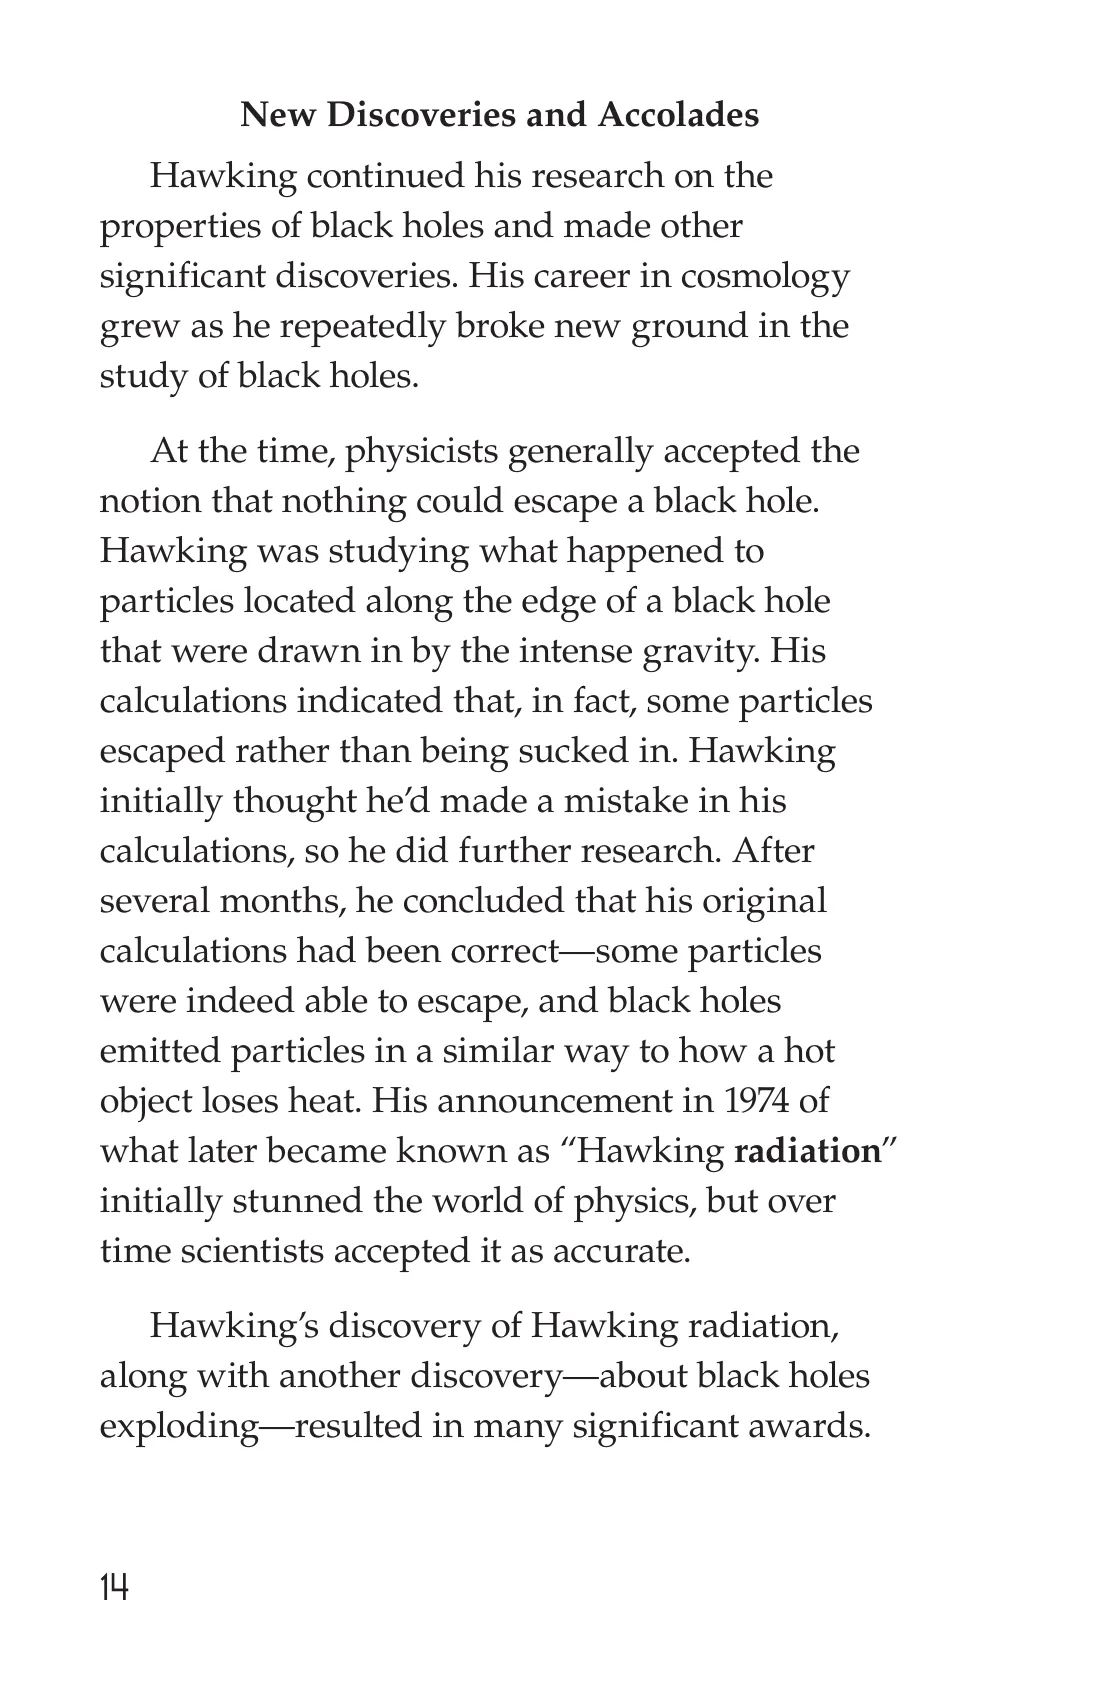 New Discoveries and Accolades
Hawking continued his research on the
properties of black holes and made other
significant discoveries. His career in cosmology
grew as he repeatedly broke new ground in the
study of black holes.
At the time, physicists generally accepted the
notion that nothing could escape a black hole.
Hawking was studying what happened to
particles located along the edge of a black hole
that were drawn in by the intense gravity. His
calculations indicated that, in fact, some particles
escaped rather than being sucked in. Hawking
initially thought he’d made a mistake in his
calculations, so he did further research. After
several months, he concluded that his original
calculations had been correct—some particles
were indeed able to escape, and black holes
emitted particles in a similar way to how a hot
object loses heat. His announcement in 1974 of
what later became known as “Hawking radiation”
initially stunned the world of physics, but over
time scientists accepted it as accurate.
Hawking’s discovery of Hawking radiation,
along with another discovery—about black holes
exploding—resulted in many significant awards.
14